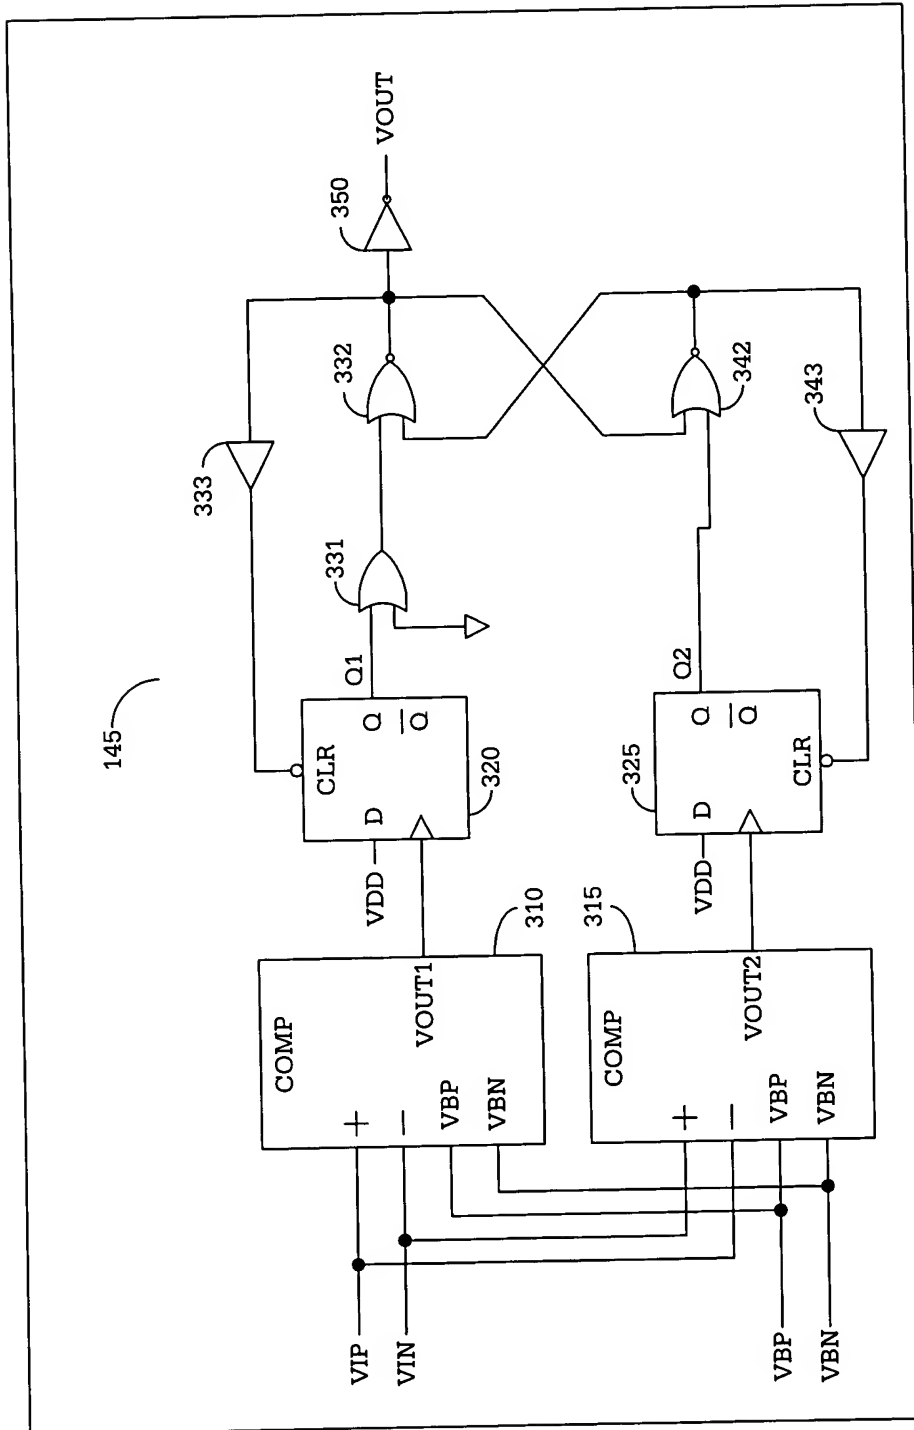 145
VIP
VIN
VBP
VBN
COMP
+
−
VBP
VBN
VOUT1
310
COMP
+
−
VBP
VBN
VOUT2
315
VDD
D
CLR
Q
Q
320
Q1
VDD
D
CLR
Q
Q
325
Q2
331
332
333
342
343
350
VOUT